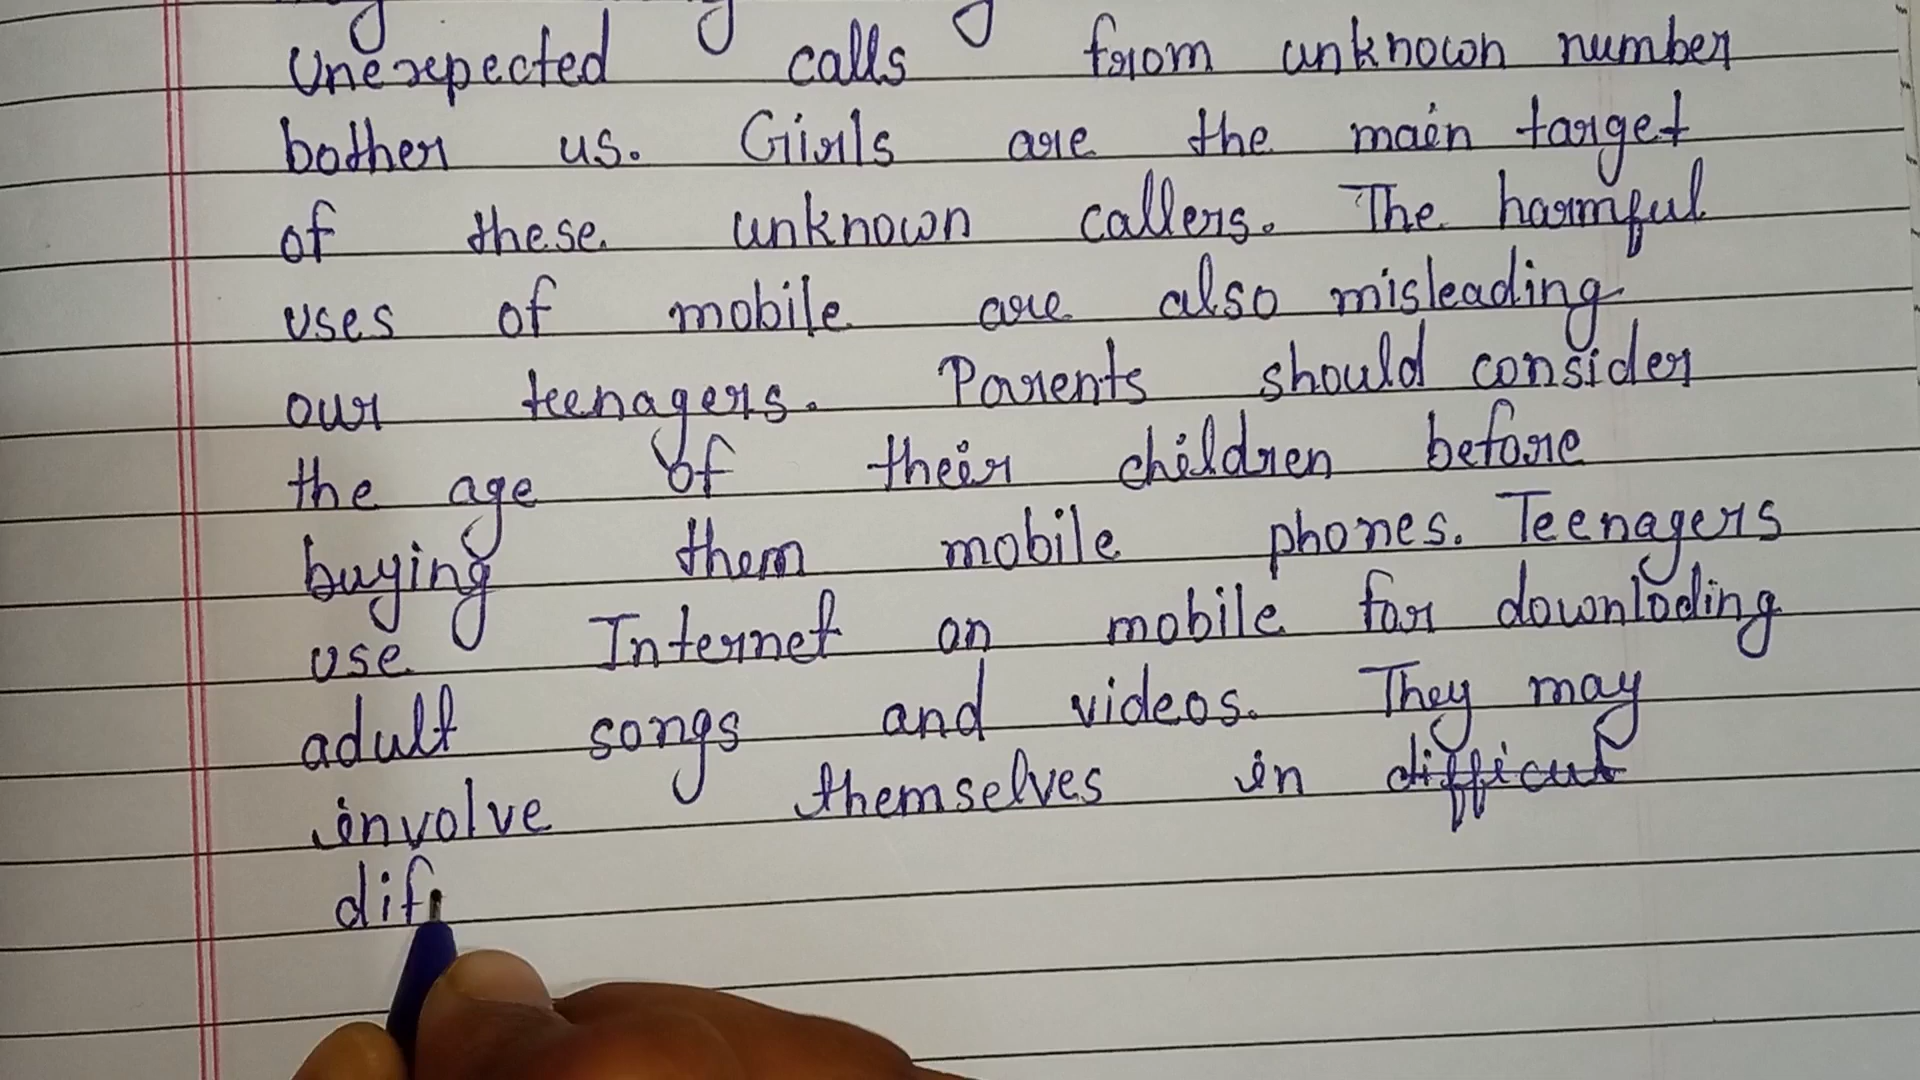 Unexpected calls from unknown number
bother us. Girls are the main target
of these unknown callers. The harmful
uses of mobile are also misleading
our teenagers. Parents should consider
the age of their children before
buying them mobile phones. Teenagers
use Internet on mobile for downloding
adult songs and videos. They may
involve themselves in difficut
dif